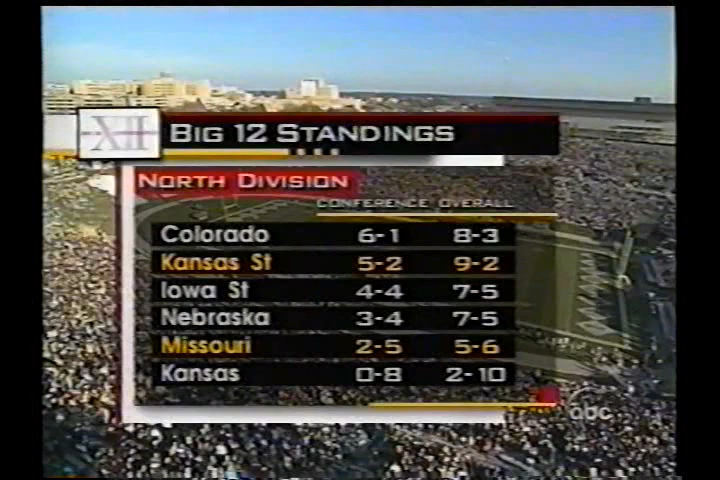 XII BIG 12 STANDINGS
NORTH DIVISION
CONFERENCE OVERALL
Colorado 6-1 8-3
Kansas St 5-2 9-2
Iowa St 4-4 7-5
Nebraska 3-4 7-5
Missouri 2-5 5-6
Kansas 0-8 2-10
abc